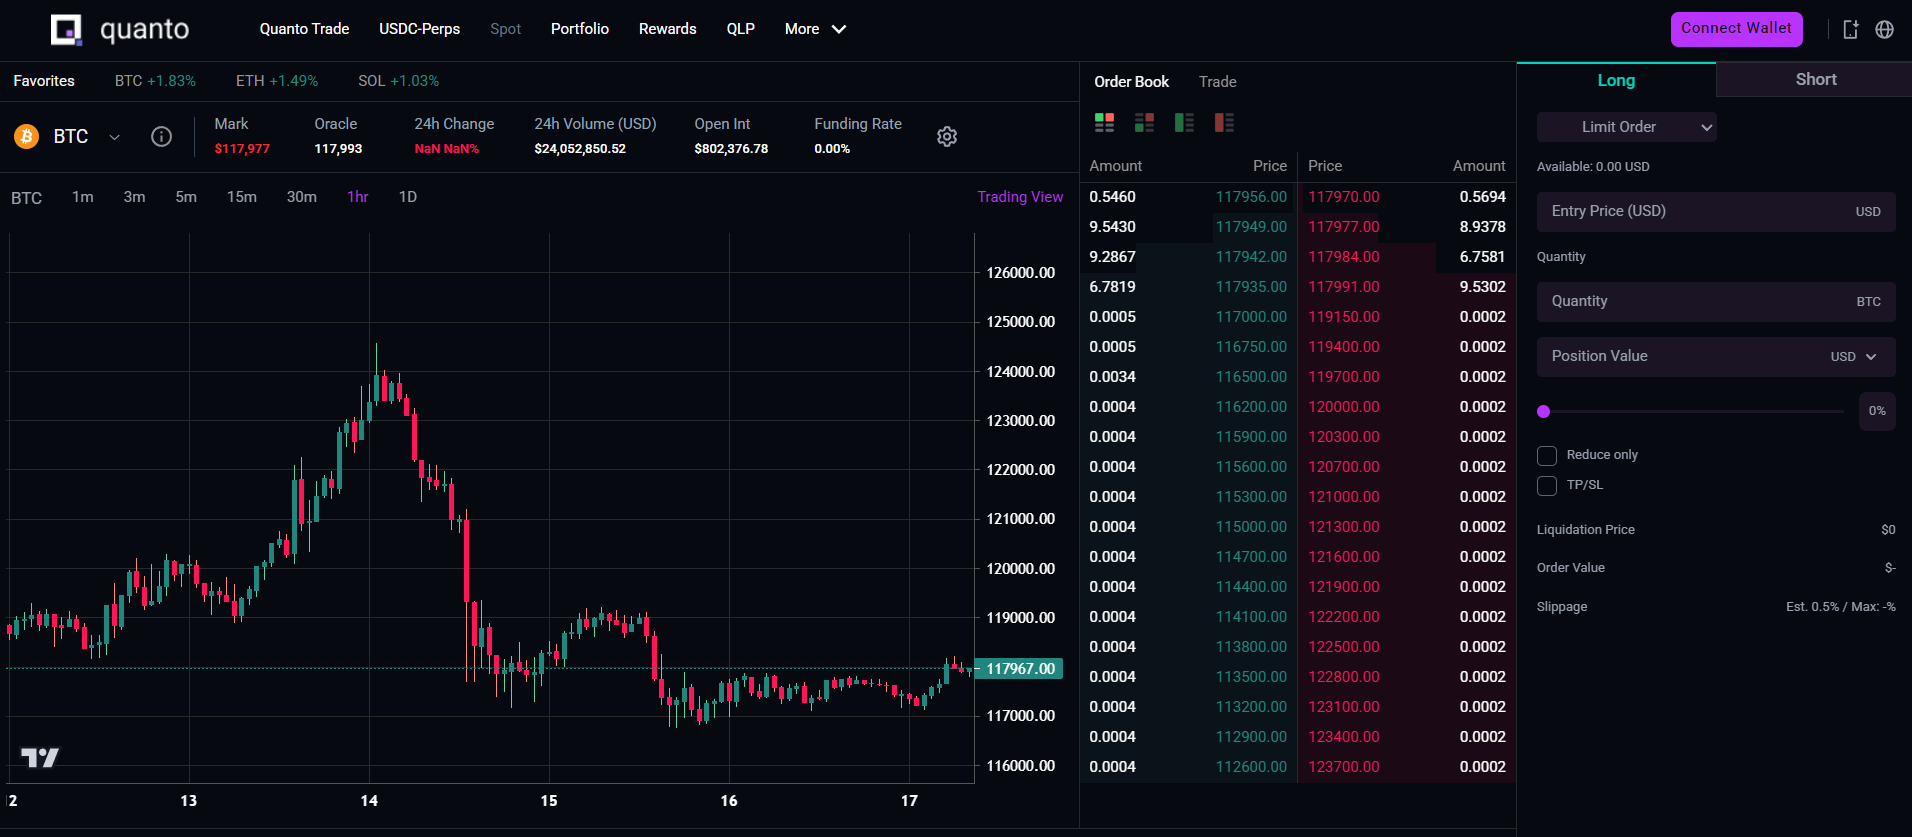 quanto
Quanto Trade USDC-Perps Spot Portfolio Rewards QLP More
Connect Wallet
Favorites BTC +1.83% ETH +1.49% SOL +1.03%
BTC
Mark Oracle 24h Change 24h Volume (USD) Open Int Funding Rate
$117,977 117,993 NaN NaN% $24,052,850.52 $802,376.78 0.00%
BTC 1m 3m 5m 15m 30m 1hr 1D Trading View
126000.00
125000.00
124000.00
123000.00
122000.00
121000.00
120000.00
119000.00
117967.00
117000.00
116000.00
2 13 14 15 16 17
Order Book Trade
Amount Price Price Amount
0.5460 117956.00 117970.00 0.5694
9.5430 117949.00 117977.00 8.9378
9.2867 117942.00 117984.00 6.7581
6.7819 117935.00 117991.00 9.5302
0.0005 117000.00 119150.00 0.0002
0.0005 116750.00 119400.00 0.0002
0.0034 116500.00 119700.00 0.0002
0.0004 116200.00 120000.00 0.0002
0.0004 115900.00 120300.00 0.0002
0.0004 115600.00 120700.00 0.0002
0.0004 115300.00 121000.00 0.0002
0.0004 115000.00 121300.00 0.0002
0.0004 114700.00 121600.00 0.0002
0.0004 114400.00 121900.00 0.0002
0.0004 114100.00 122200.00 0.0002
0.0004 113800.00 122500.00 0.0002
0.0004 113500.00 122800.00 0.0002
0.0004 113200.00 123100.00 0.0002
0.0004 112900.00 123400.00 0.0002
0.0004 112600.00 123700.00 0.0002
Long Short
Limit Order
Available: 0.00 USD
Entry Price (USD) USD
Quantity
Quantity BTC
Position Value USD
0%
Reduce only
TP/SL
Liquidation Price $0
Order Value $-
Slippage Est. 0.5% / Max: -%